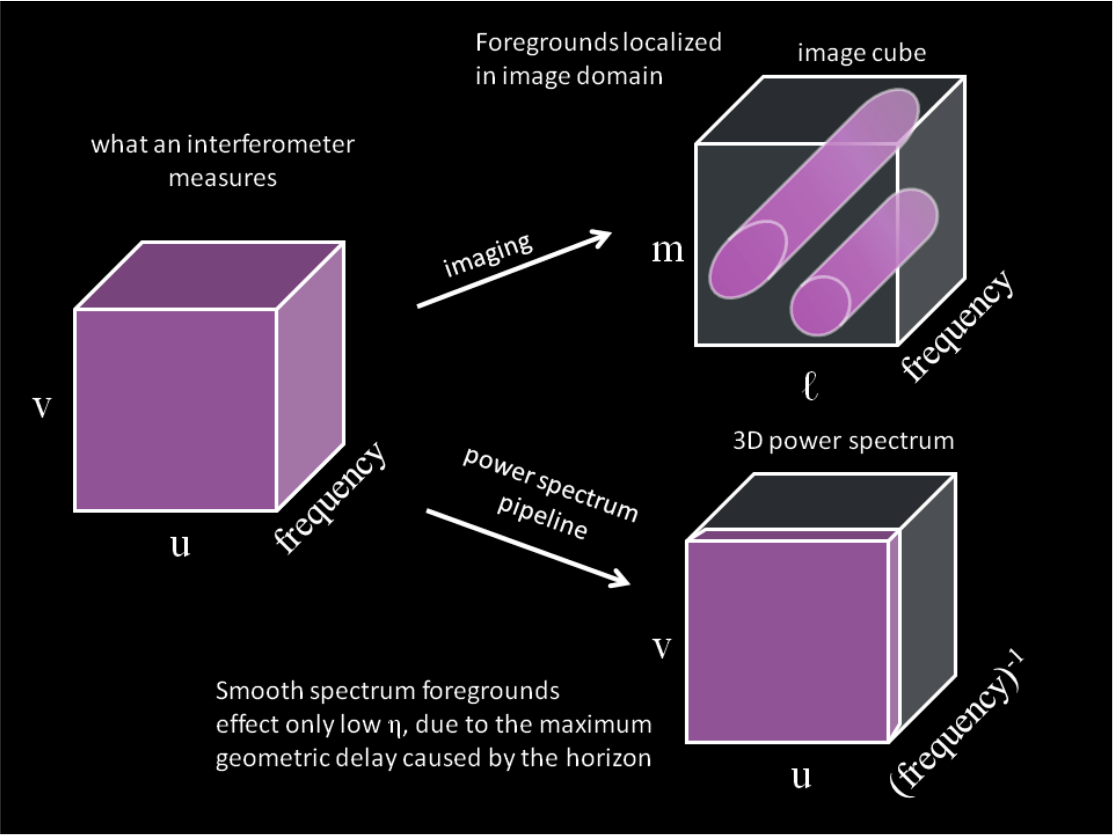 what an interferometer
measures
v
u
frequency
imaging
Foregrounds localized
in image domain
image cube
m
ℓ
frequency
power spectrum
pipeline
3D power spectrum
v
u
(frequency)⁻¹
Smooth spectrum foregrounds
effect only low η, due to the maximum
geometric delay caused by the horizon